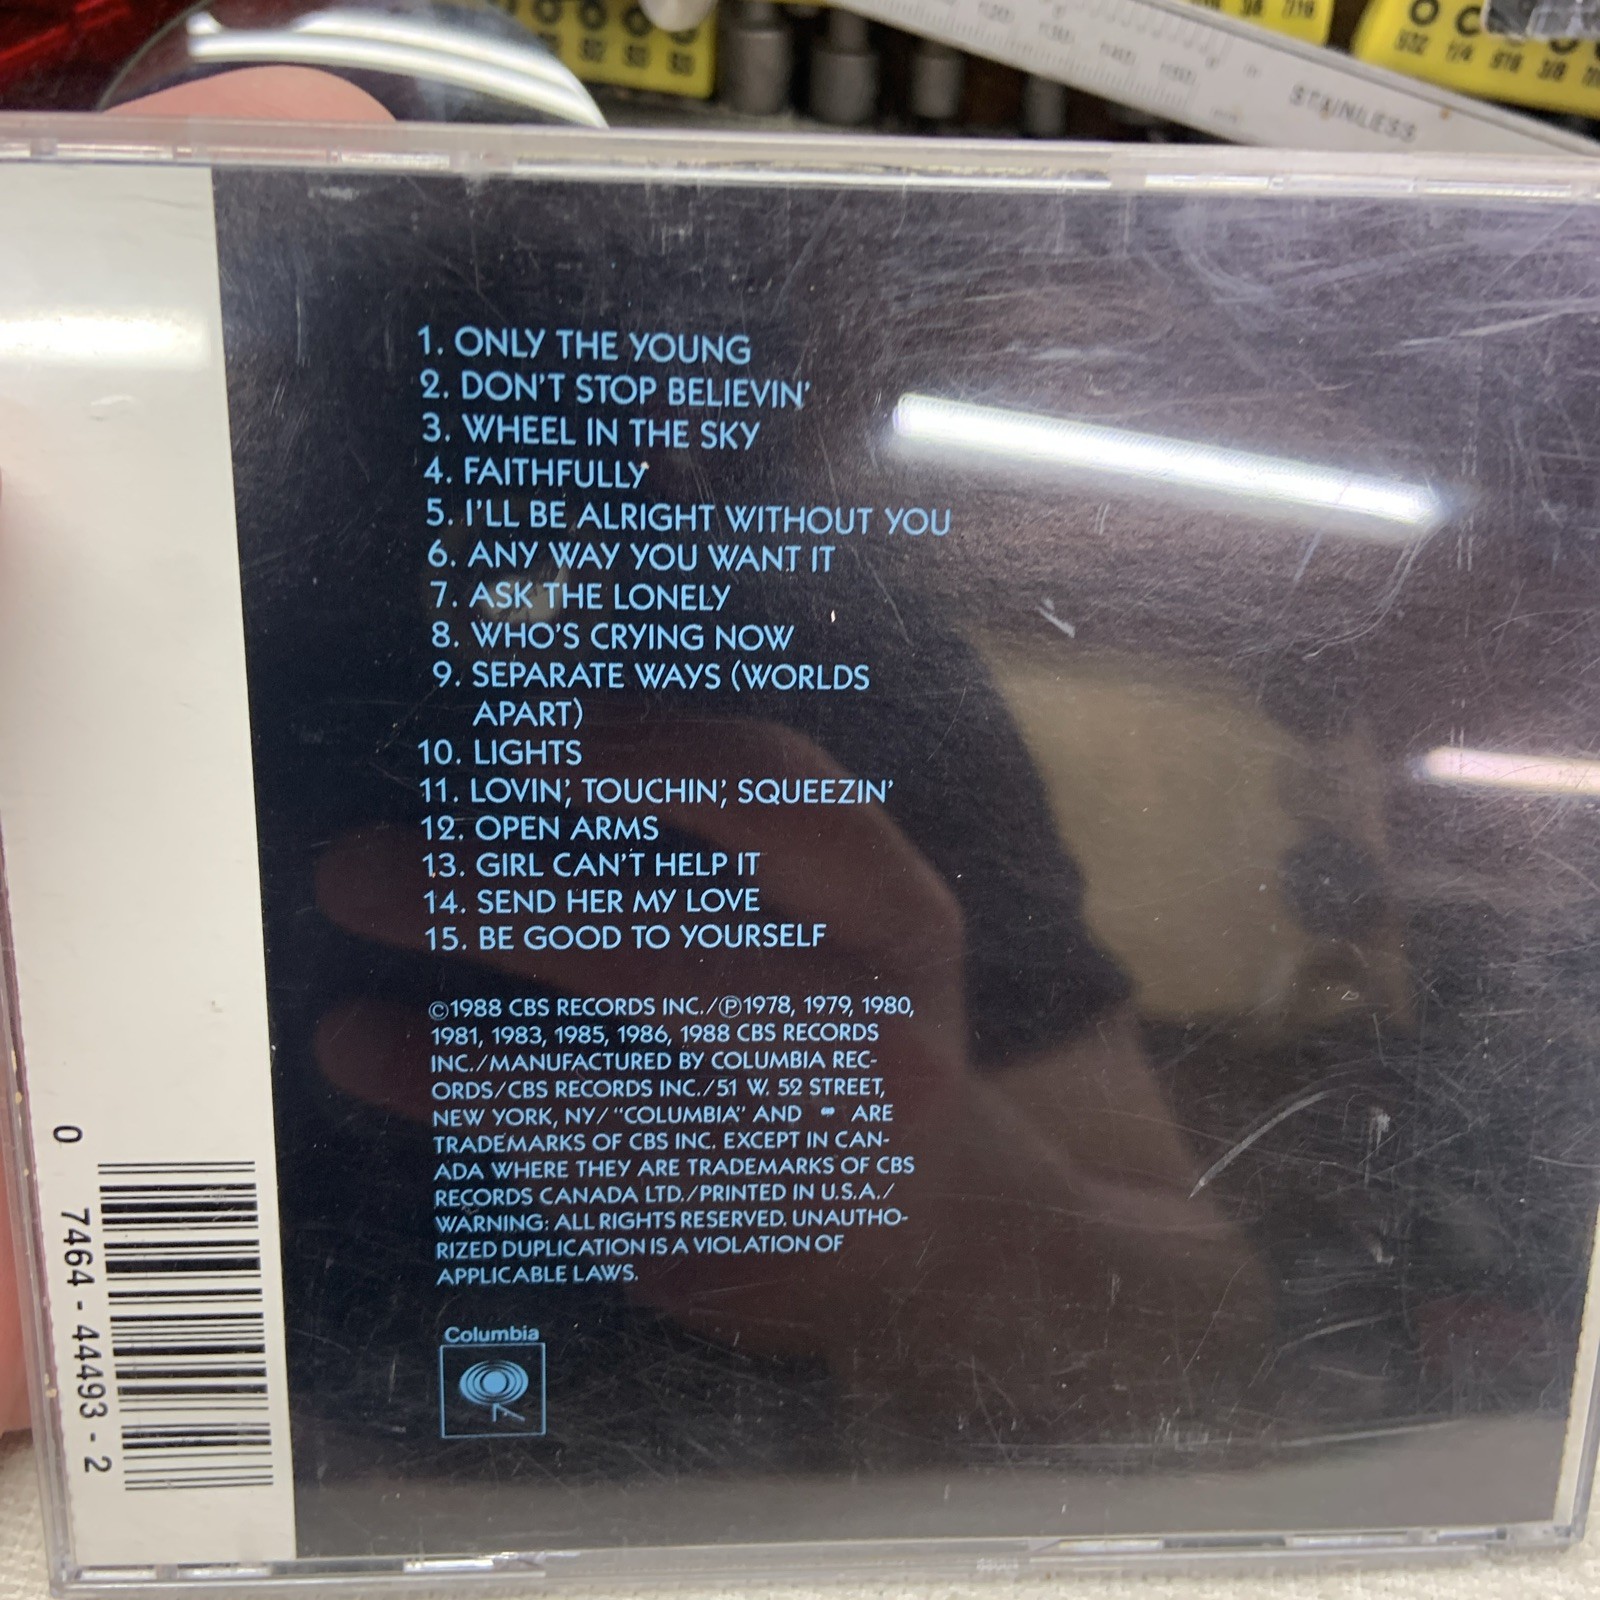 STAINLESS
1. ONLY THE YOUNG
2. DON'T STOP BELIEVIN'
3. WHEEL IN THE SKY
4. FAITHFULLY
5. I'LL BE ALRIGHT WITHOUT YOU
6. ANY WAY YOU WANT IT
7. ASK THE LONELY
8. WHO'S CRYING NOW
9. SEPARATE WAYS (WORLDS
APART)
10. LIGHTS
11. LOVIN', TOUCHIN', SQUEEZIN'
12. OPEN ARMS
13. GIRL CAN'T HELP IT
14. SEND HER MY LOVE
15. BE GOOD TO YOURSELF
©1988 CBS RECORDS INC./℗1978, 1979, 1980,
1981, 1983, 1985, 1986, 1988 CBS RECORDS
INC./MANUFACTURED BY COLUMBIA REC-
ORDS/CBS RECORDS INC./51 W. 52 STREET,
NEW YORK, NY/ "COLUMBIA" AND ARE
TRADEMARKS OF CBS INC. EXCEPT IN CAN-
ADA WHERE THEY ARE TRADEMARKS OF CBS
RECORDS CANADA LTD./PRINTED IN U.S.A./
WARNING: ALL RIGHTS RESERVED. UNAUTHO-
RIZED DUPLICATION IS A VIOLATION OF
APPLICABLE LAWS.
Columbia
0 7464-44493-2